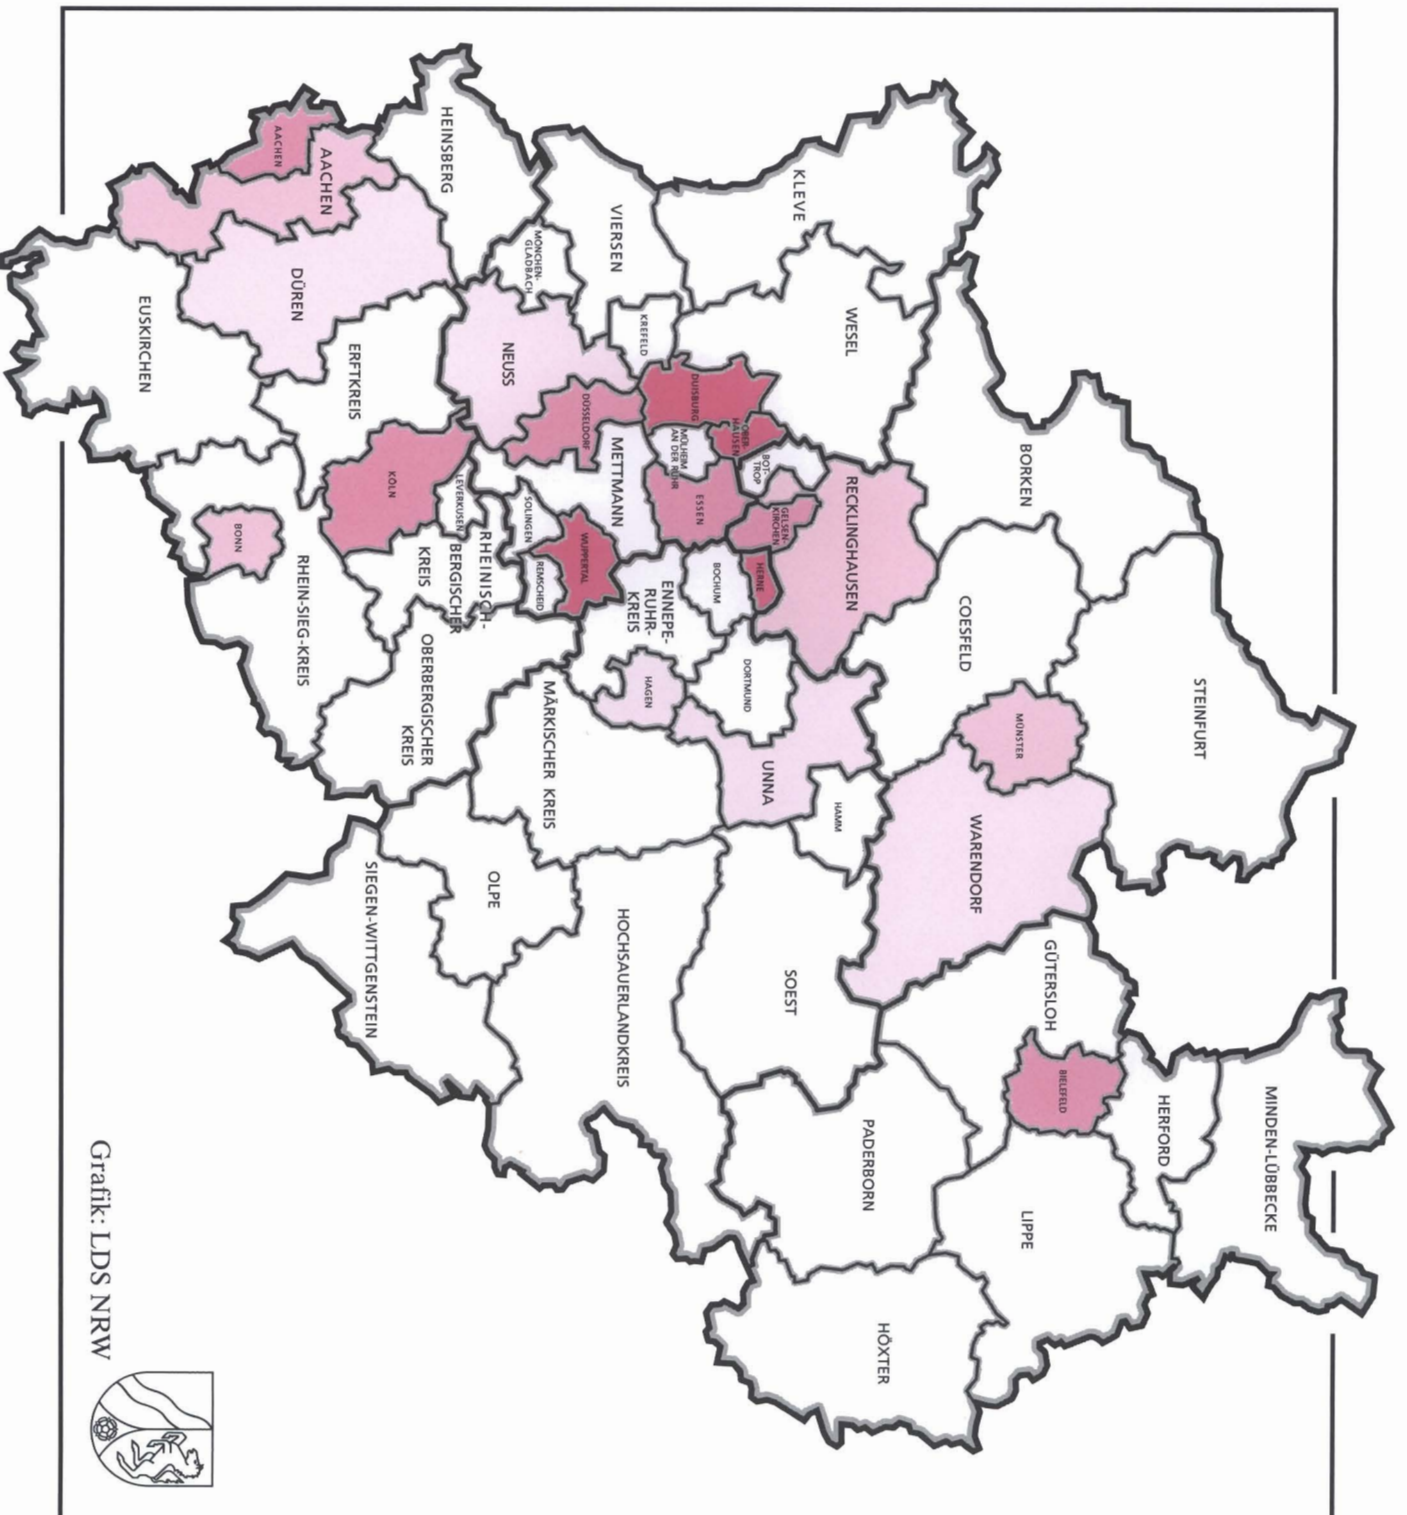 MINDEN-LÜBBECKE
STEINFURT
HERFORD
BORKEN
GÜTERSLOH
BIELEFELD
LIPPE
COESFELD
MÜNSTER
WARENDORF
KLEVE
WESEL
RECKLINGHAUSEN
HAMM
PADERBORN
HÖXTER
BOT-
TROP
GELSEN-
KIRCHEN
OBER-
HAUSEN
HERNE
DORTMUND
UNNA
SOEST
DUISBURG
MÜLHEIM
AN DER RUHR
ESSEN
BOCHUM
VIERSEN
KREFELD
METTMANN
ENNEPE-
RUHR-
KREIS
HAGEN
HOCHSAUERLANDKREIS
DÜSSELDORF
WUPPERTAL
MÄRKISCHER KREIS
MÖNCHEN-
GLADBACH
NEUSS
SOLINGEN
REMSCHEID
OLPE
HEINSBERG
LEVERKUSEN
RHEINISCH-
BERGISCHER
KREIS
OBERBERGISCHER
KREIS
SIEGEN-WITTGENSTEIN
ERFTKREIS
KÖLN
AACHEN
AACHEN
DÜREN
RHEIN-SIEG-KREIS
BONN
EUSKIRCHEN
Grafik: LDS NRW